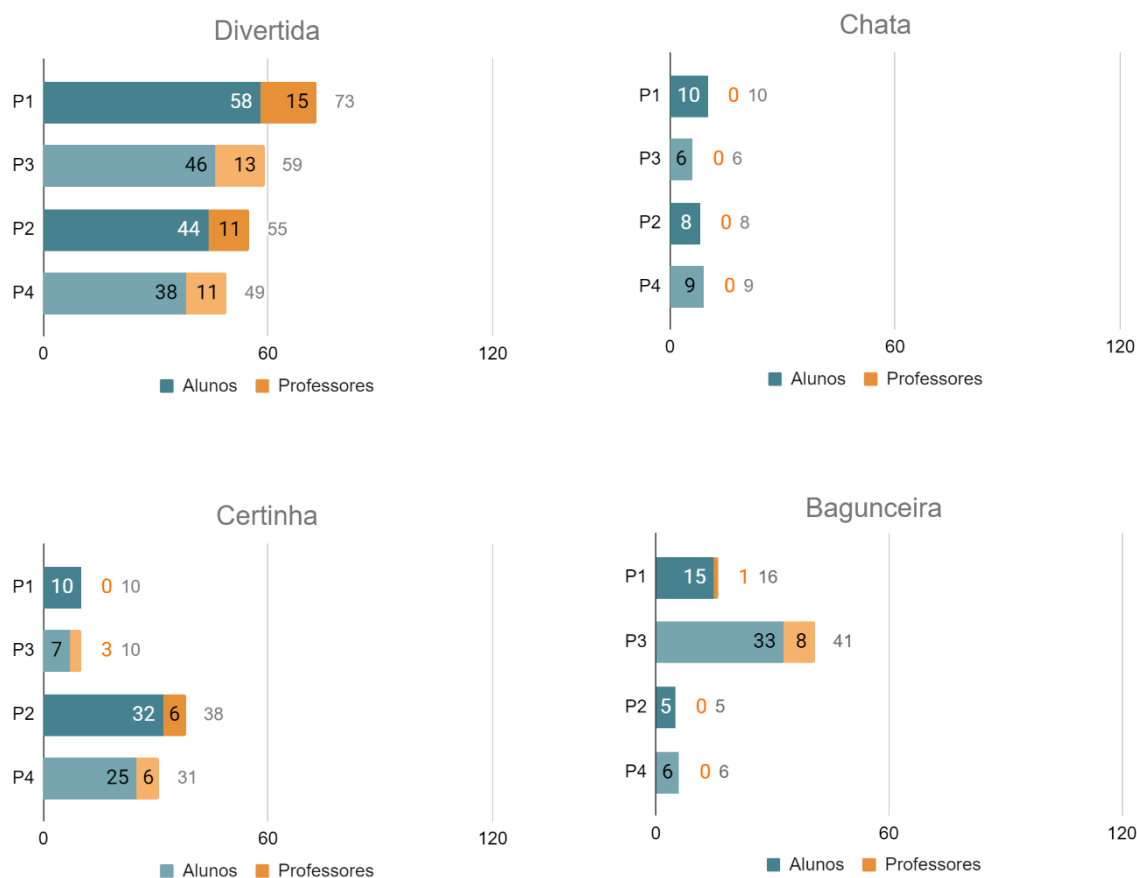 Divertida
P1 58 15 73
P3 46 13 59
P2 44 11 55
P4 38 11 49
0 60 120
Alunos Professores
Chata
P1 10 0 10
P3 6 0 6
P2 8 0 8
P4 9 0 9
0 60 120
Alunos Professores
Certinha
P1 10 0 10
P3 7 3 10
P2 32 6 38
P4 25 6 31
0 60 120
Alunos Professores
Bagunceira
P1 15 1 16
P3 33 8 41
P2 5 0 5
P4 6 0 6
0 60 120
Alunos Professores